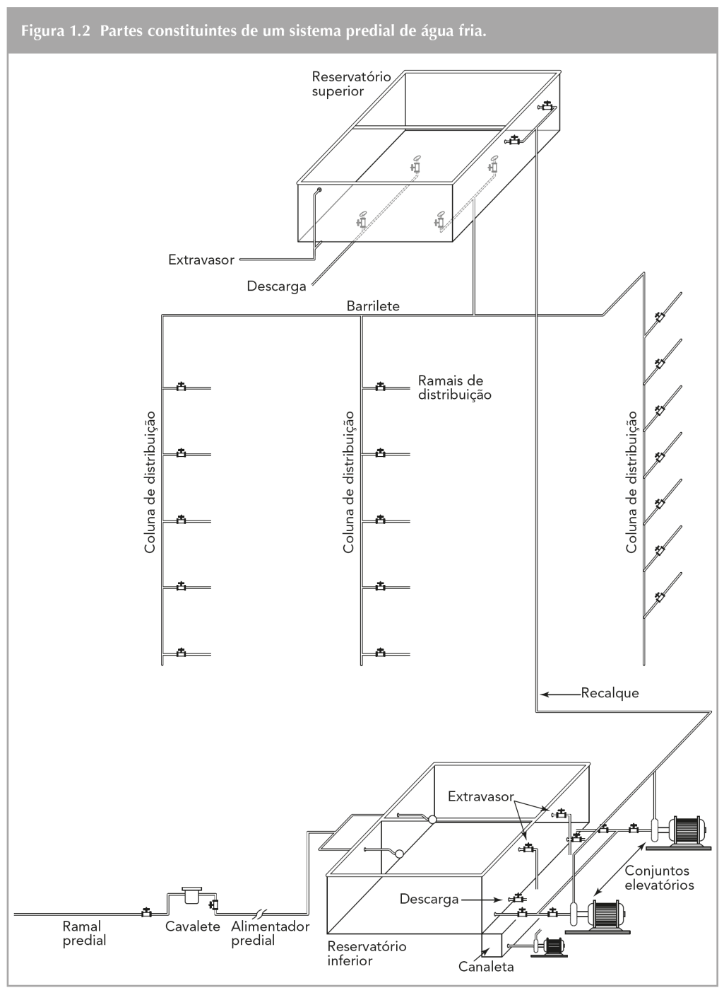 Figura 1.2 Partes constituintes de um sistema predial de água fria.
Reservatório
superior
Extravasor
Descarga
Barrilete
Ramais de
distribuição
Coluna de distribuição
Coluna de distribuição
Coluna de distribuição
Recalque
Extravasor
Conjuntos
elevatórios
Descarga
Ramal
predial
Cavalete
Alimentador
predial
Reservatório
inferior
Canaleta